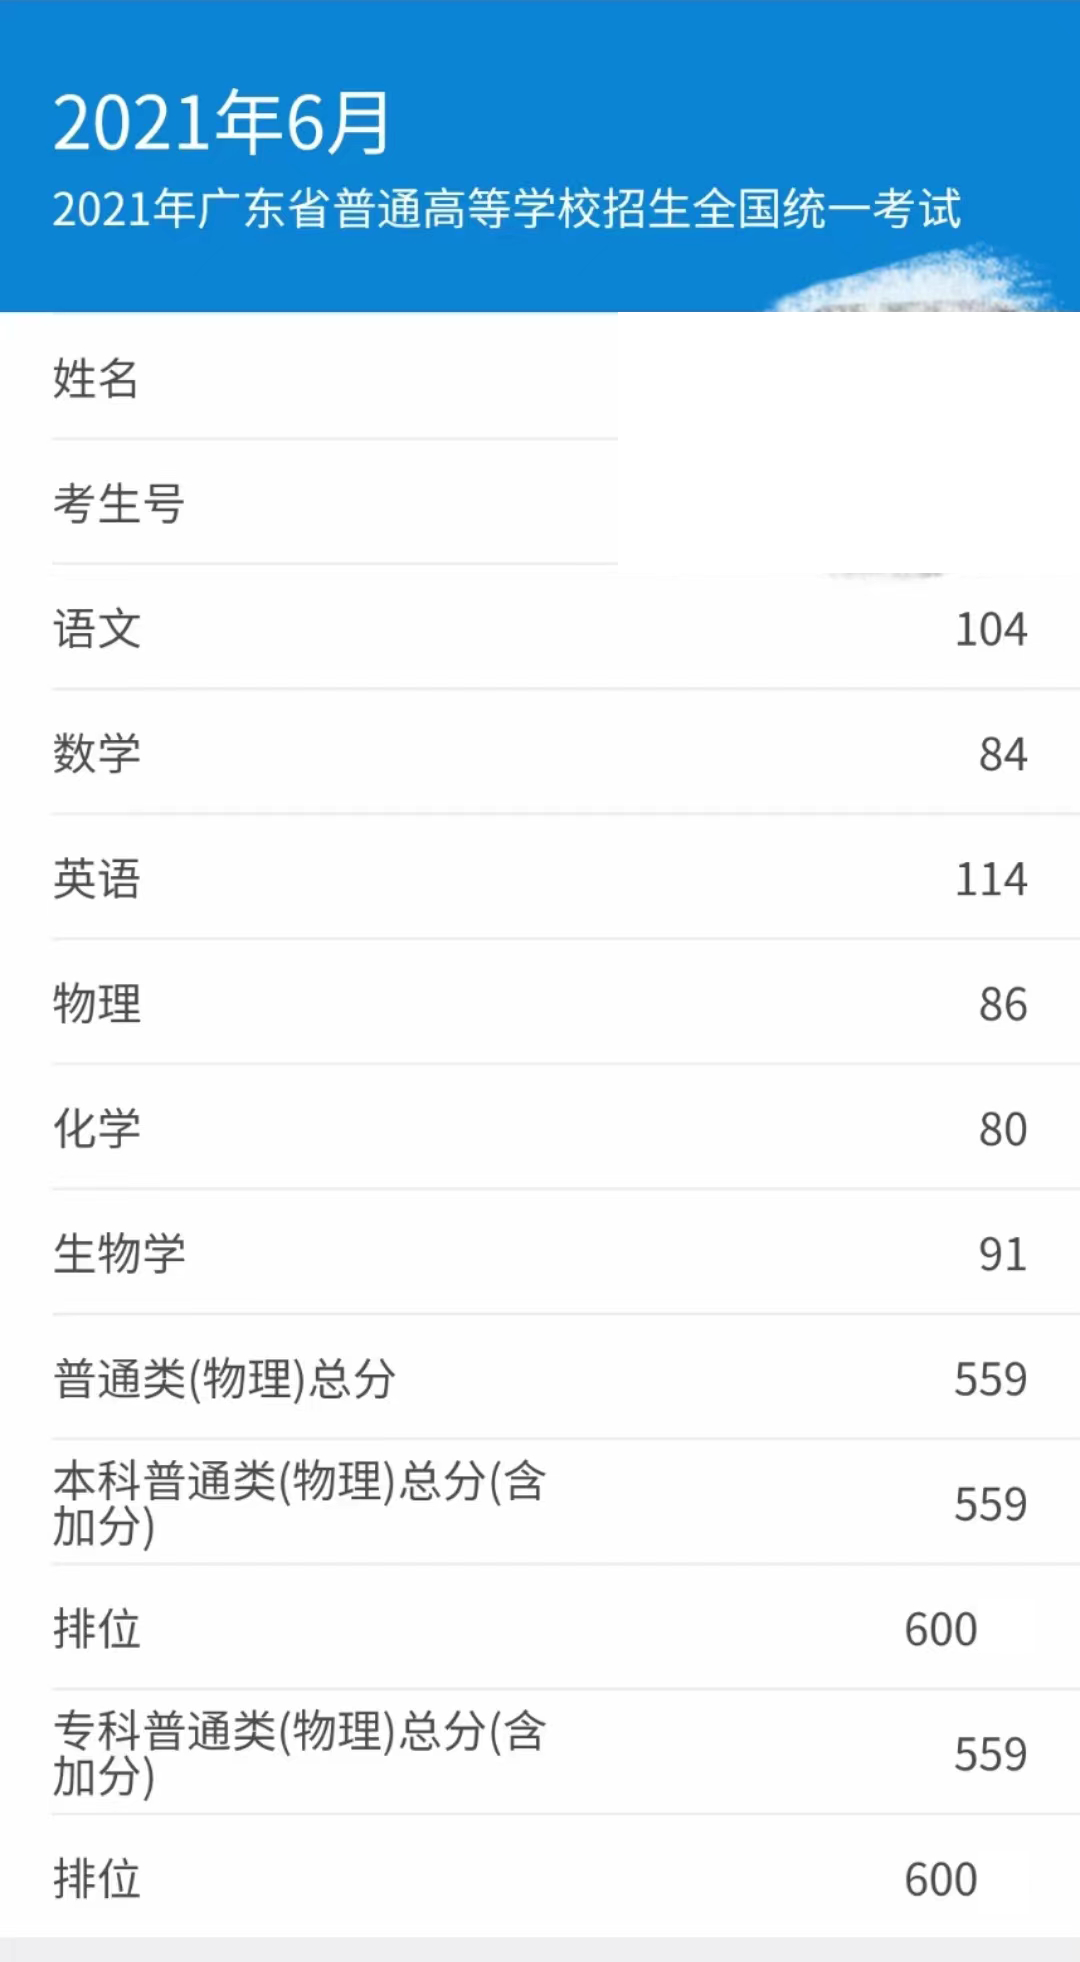 2021年6月
2021年广东省普通高等学校招生全国统一考试
姓名
考生号
语文 104
数学 84
英语 114
物理 86
化学 80
生物学 91
普通类(物理)总分 559
本科普通类(物理)总分(含
加分) 559
排位 600
专科普通类(物理)总分(含
加分) 559
排位 600